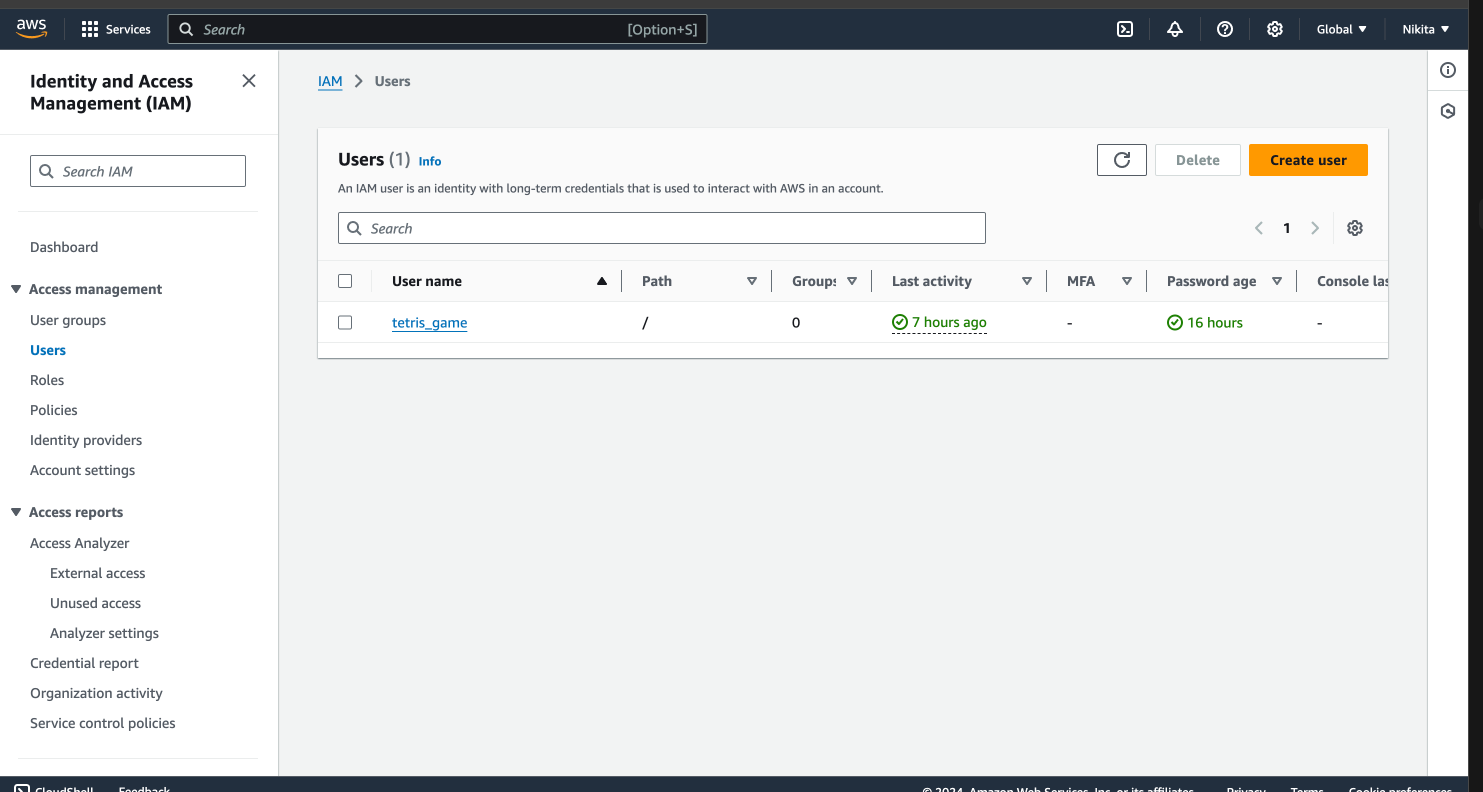 aws
Services
Search
[Option+S]
Global
Nikita
Identity and Access
Management (IAM)
Search IAM
Dashboard
Access management
User groups
Users
Roles
Policies
Identity providers
Account settings
Access reports
Access Analyzer
External access
Unused access
Analyzer settings
Credential report
Organization activity
Service control policies
IAM
Users
Users (1) Info
Delete
Create user
An IAM user is an identity with long-term credentials that is used to interact with AWS in an account.
Search
1
User name Path Groups Last activity MFA Password age Console las
tetris_game / 0 7 hours ago - 16 hours -
CloudShell Feedback © 2024, Amazon Web Services, Inc. or its affiliates. Privacy Terms Cookie preferences